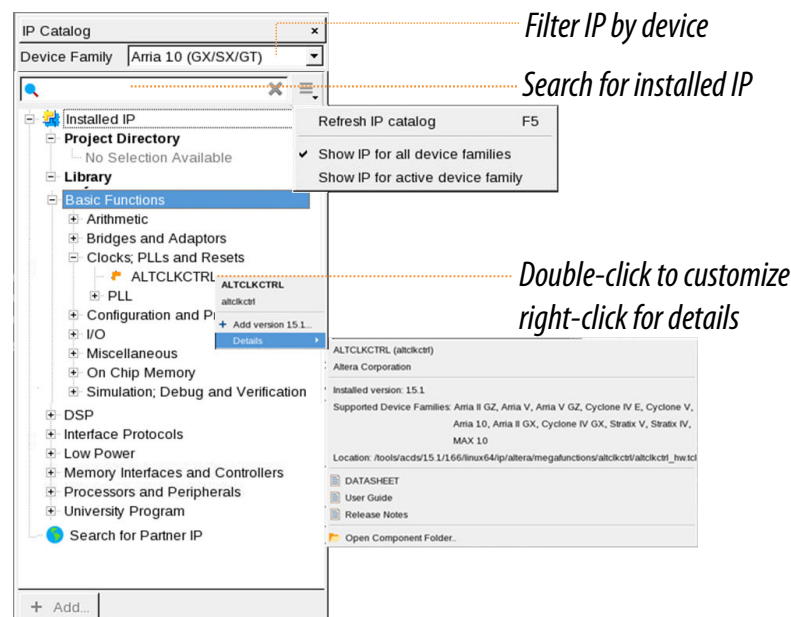 IP Catalog
Filter IP by device
Device Family Arria 10 (GX/SX/GT)
Search for installed IP
Installed IP
Project Directory
No Selection Available
Library
Basic Functions
Arithmetic
Bridges and Adaptors
Clocks; PLLs and Resets
ALTCLKCTRL
PLL
Configuration and P
I/O
Miscellaneous
On Chip Memory
Simulation; Debug and Verification
DSP
Interface Protocols
Low Power
Memory Interfaces and Controllers
Processors and Peripherals
University Program
Search for Partner IP
+ Add...
Refresh IP catalog F5
Show IP for all device families
Show IP for active device family
Double-click to customize
right-click for details
ALTCLKCTRL
altclkctrl
+ Add version 15.1...
Details
ALTCLKCTRL (altclkctrl)
Altera Corporation
Installed version: 15.1
Supported Device Families: Arria II GZ, Arria V, Arria V GZ, Cyclone IV E, Cyclone V,
Arria 10, Arria II GX, Cyclone IV GX, Stratix V, Stratix IV,
MAX 10
Location: /tools/acds/15.1/166/linux64/ip/altera/megafunctions/altclkctrl/altclkctrl_hw.tcl
DATASHEET
User Guide
Release Notes
Open Component Folder..